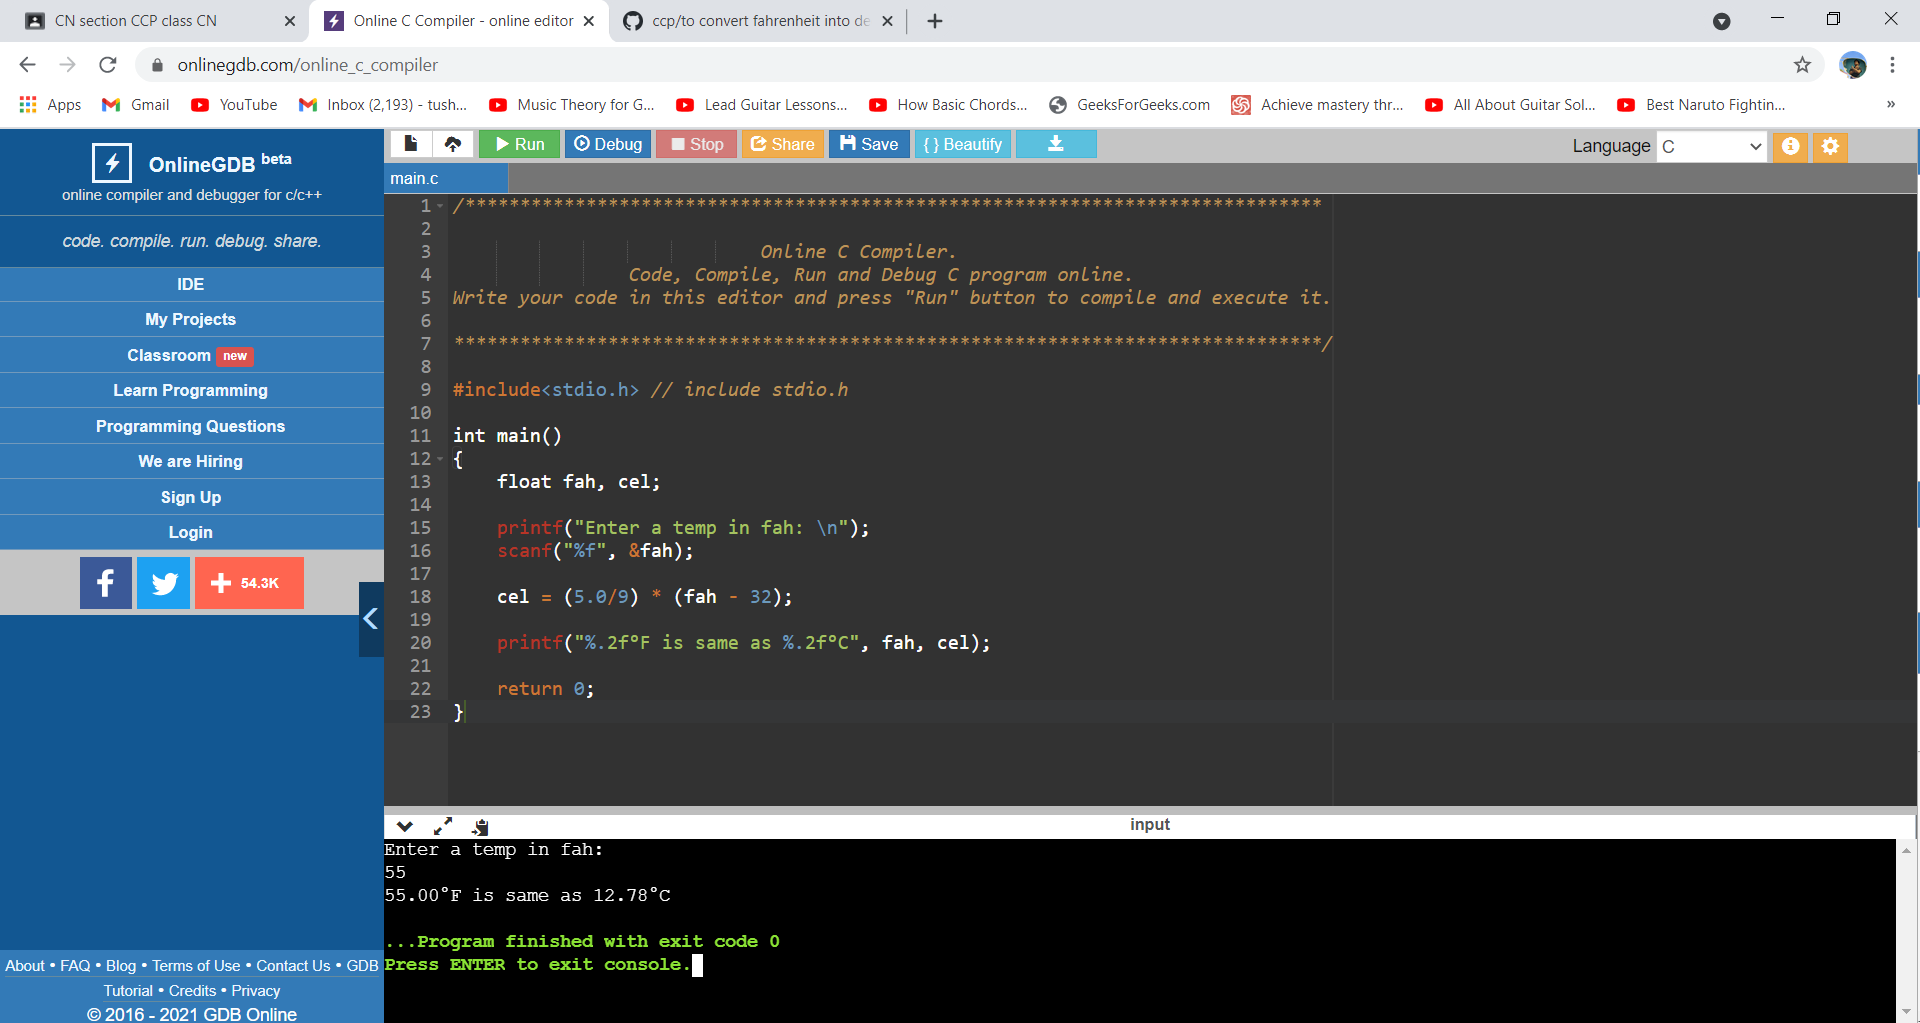 CN section CCP class CN
Online C Compiler - online editor
ccp/to convert fahrenheit into de
onlinegdb.com/online_c_compiler
Apps Gmail YouTube Inbox (2,193) - tush... Music Theory for G... Lead Guitar Lessons... How Basic Chords... GeeksForGeeks.com Achieve mastery thr... All About Guitar Sol... Best Naruto Fightin... »
OnlineGDB beta
online compiler and debugger for c/c++
code. compile. run. debug. share.
IDE
My Projects
Classroom new
Learn Programming
Programming Questions
We are Hiring
Sign Up
Login
f 54.3K
About • FAQ • Blog • Terms of Use • Contact Us • GDB
Tutorial • Credits • Privacy
© 2016 - 2021 GDB Online
Run Debug Stop Share Save {} Beautify
Language C
main.c
1 /******************************************************************************
2
3 Online C Compiler.
4 Code, Compile, Run and Debug C program online.
5 Write your code in this editor and press "Run" button to compile and execute it.
6
7 *******************************************************************************/
8
9 #include<stdio.h> // include stdio.h
10
11 int main()
12 {
13 float fah, cel;
14
15 printf("Enter a temp in fah: \n");
16 scanf("%f", &fah);
17
18 cel = (5.0/9) * (fah - 32);
19
20 printf("%.2f°F is same as %.2f°C", fah, cel);
21
22 return 0;
23 }
input
Enter a temp in fah:
55
55.00°F is same as 12.78°C
...Program finished with exit code 0
Press ENTER to exit console.